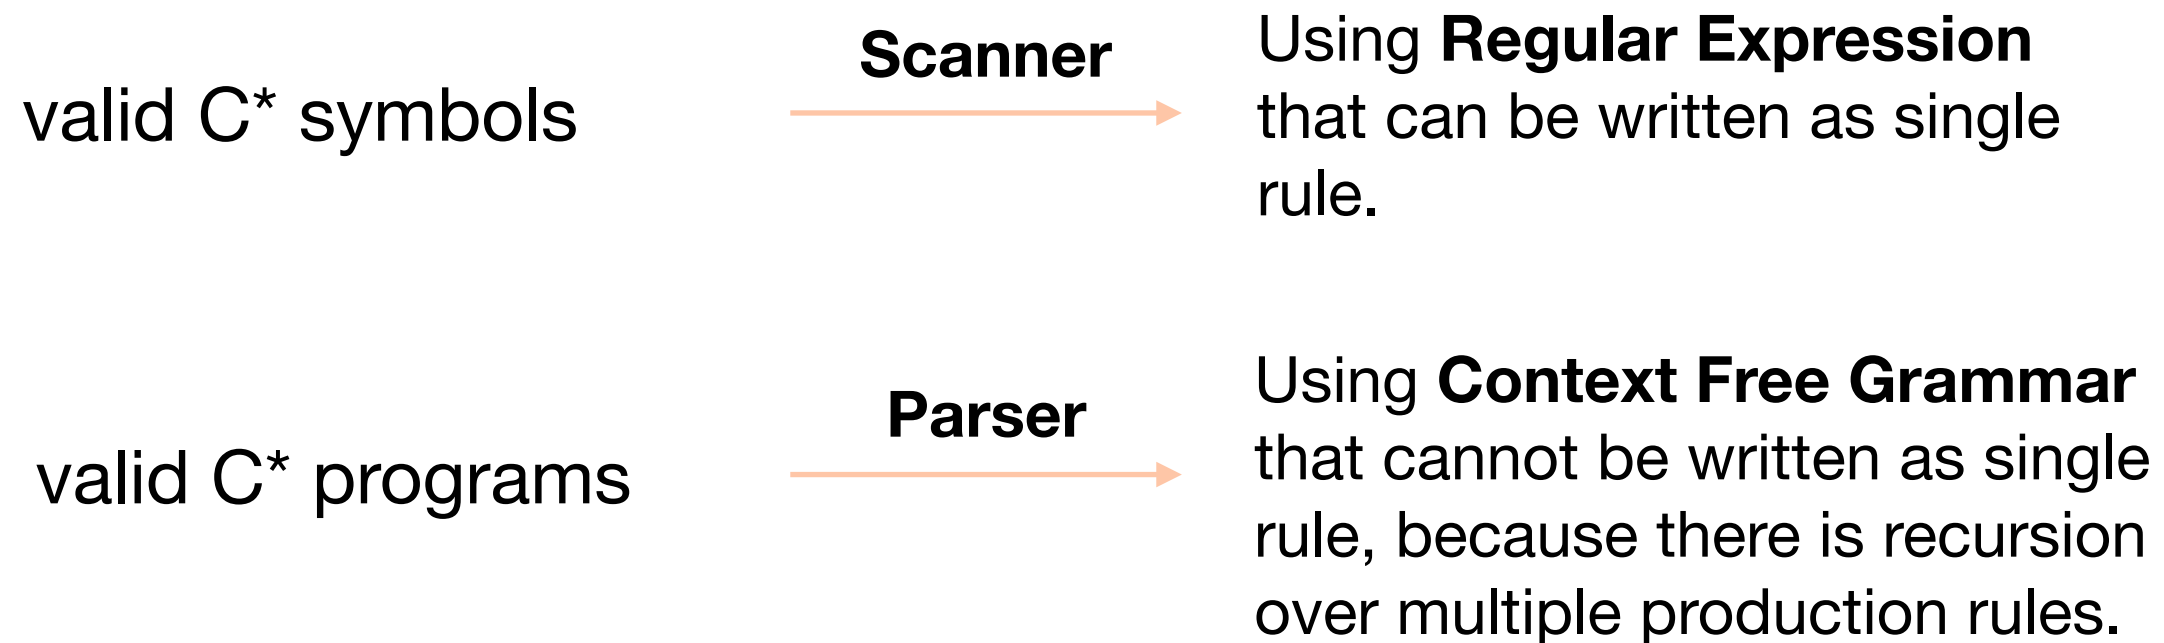 valid C* symbols
Scanner
Using Regular Expression
that can be written as single
rule.
valid C* programs
Parser
Using Context Free Grammar
that cannot be written as single
rule, because there is recursion
over multiple production rules.